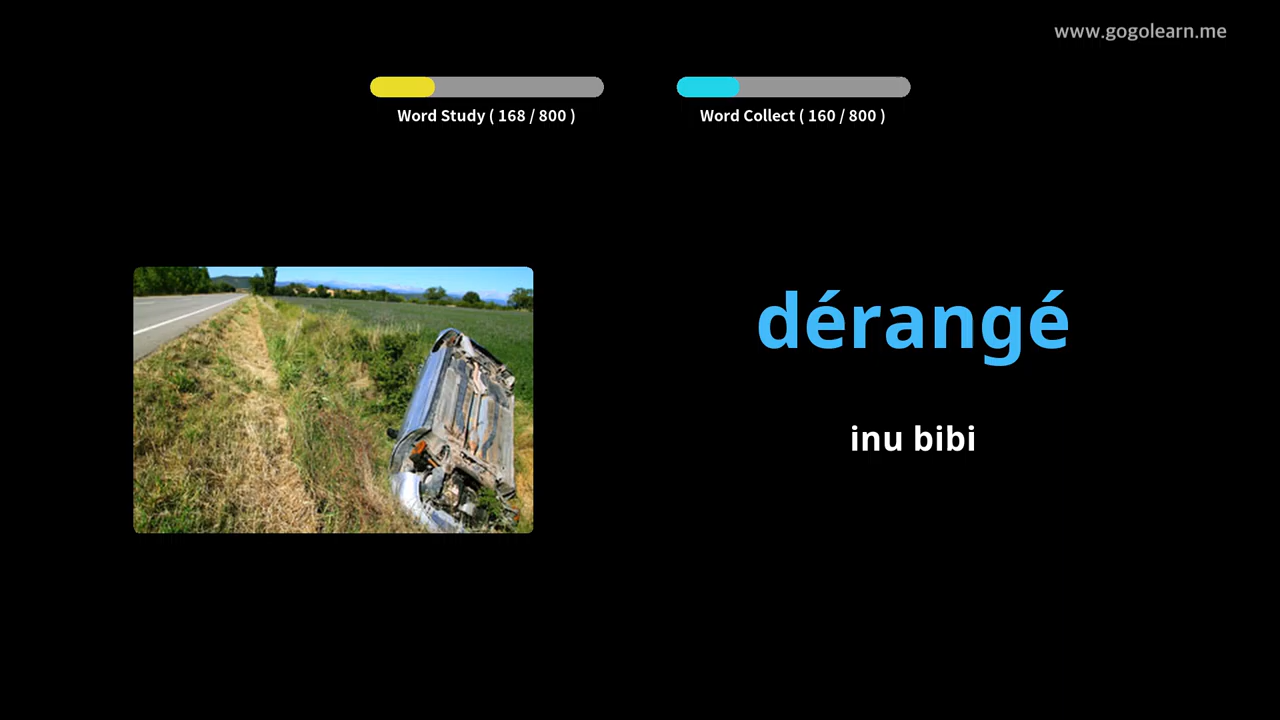 www.gogolearn.me
Word Study ( 168 / 800 )
Word Collect ( 160 / 800 )
dérangé
inu bibi